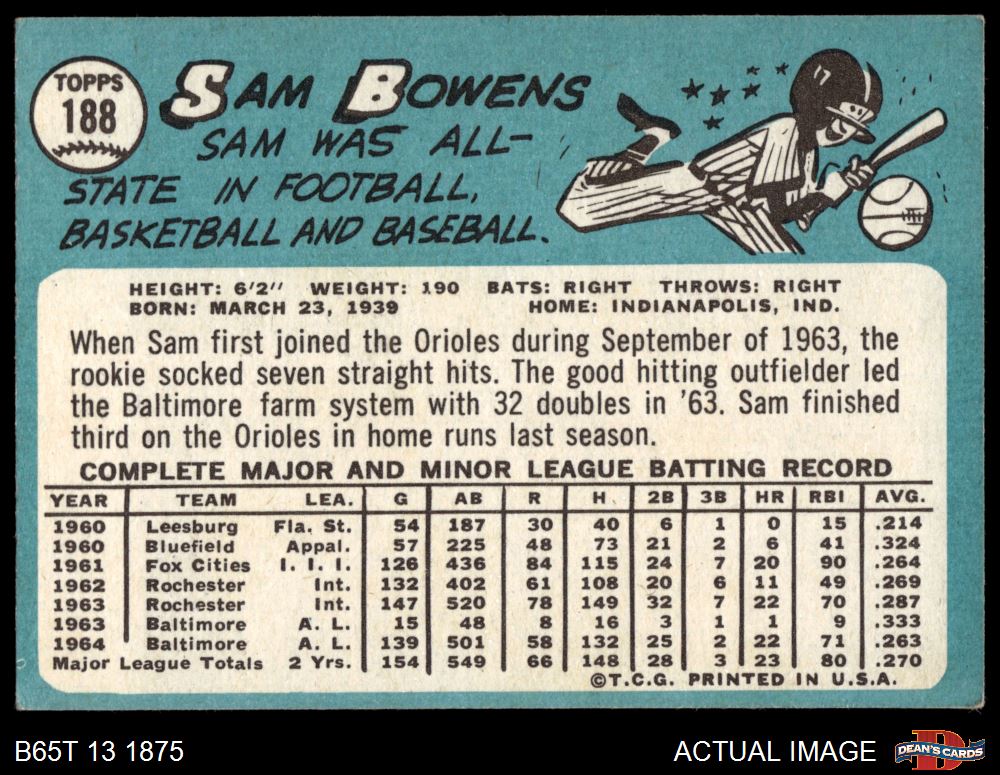 TOPPS
188
SAM BOWENS
SAM WAS ALL-
STATE IN FOOTBALL,
BASKETBALL AND BASEBALL.
HEIGHT: 6'2" WEIGHT: 190 BATS: RIGHT THROWS: RIGHT
BORN: MARCH 23, 1939 HOME: INDIANAPOLIS, IND.
When Sam first joined the Orioles during September of 1963, the
rookie socked seven straight hits. The good hitting outfielder led
the Baltimore farm system with 32 doubles in '63. Sam finished
third on the Orioles in home runs last season.
COMPLETE MAJOR AND MINOR LEAGUE BATTING RECORD
YEAR TEAM LEA. G AB R H 2B 3B HR RBI AVG.
1960 Leesburg Fla. St. 54 187 30 40 6 1 0 15 .214
1960 Bluefield Appal. 57 225 48 73 21 2 6 41 .324
1961 Fox Cities I. I. I. 126 436 84 115 24 7 20 90 .264
1962 Rochester Int. 132 402 61 108 20 6 11 49 .269
1963 Rochester Int. 147 520 78 149 32 7 22 70 .287
1963 Baltimore A. L. 15 48 8 16 3 1 1 9 .333
1964 Baltimore A. L. 139 501 58 132 25 2 22 71 .263
Major League Totals 2 Yrs. 154 549 66 148 28 3 23 80 .270
©T.C.G. PRINTED IN U.S.A.
B65T 13 1875 ACTUAL IMAGE DEAN'S CARDS